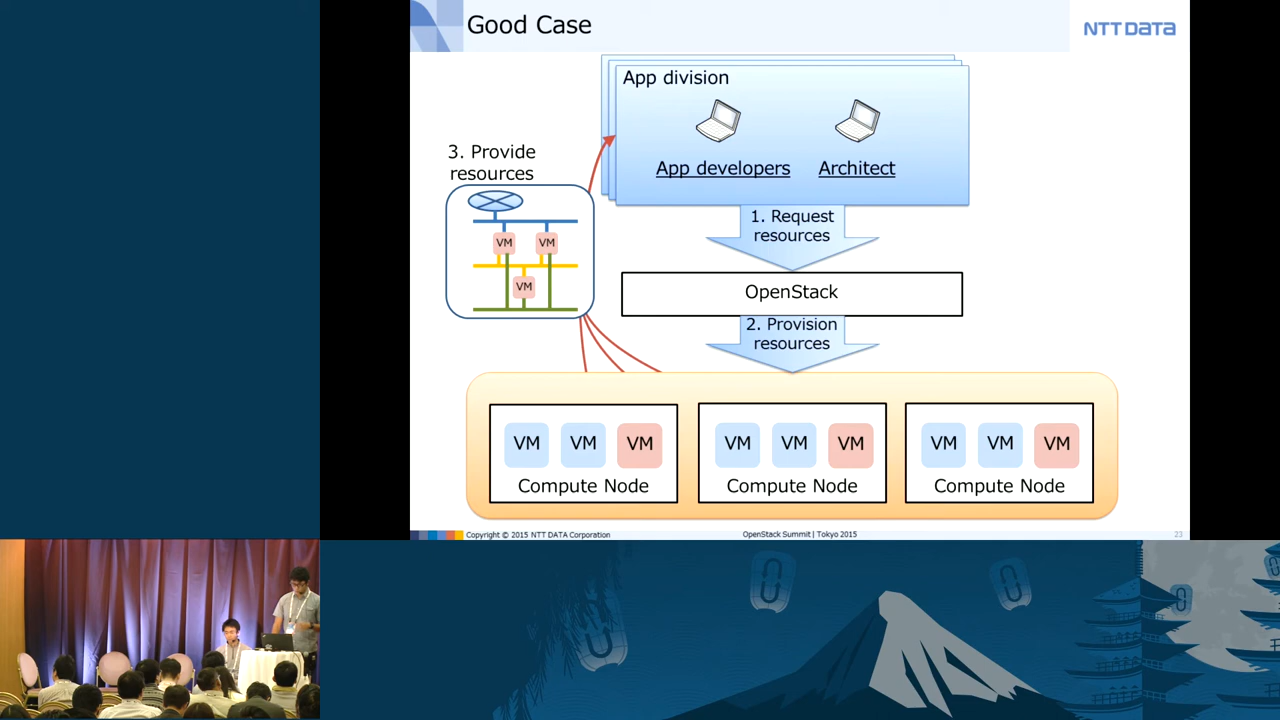 Good Case
NTT DATA
App division
App developers
Architect
3. Provide
resources
VM
VM
VM
1. Request
resources
OpenStack
2. Provision
resources
VM
VM
VM
Compute Node
VM
VM
VM
Compute Node
VM
VM
VM
Compute Node
Copyright © 2015 NTT DATA Corporation
OpenStack Summit | Tokyo 2015
23